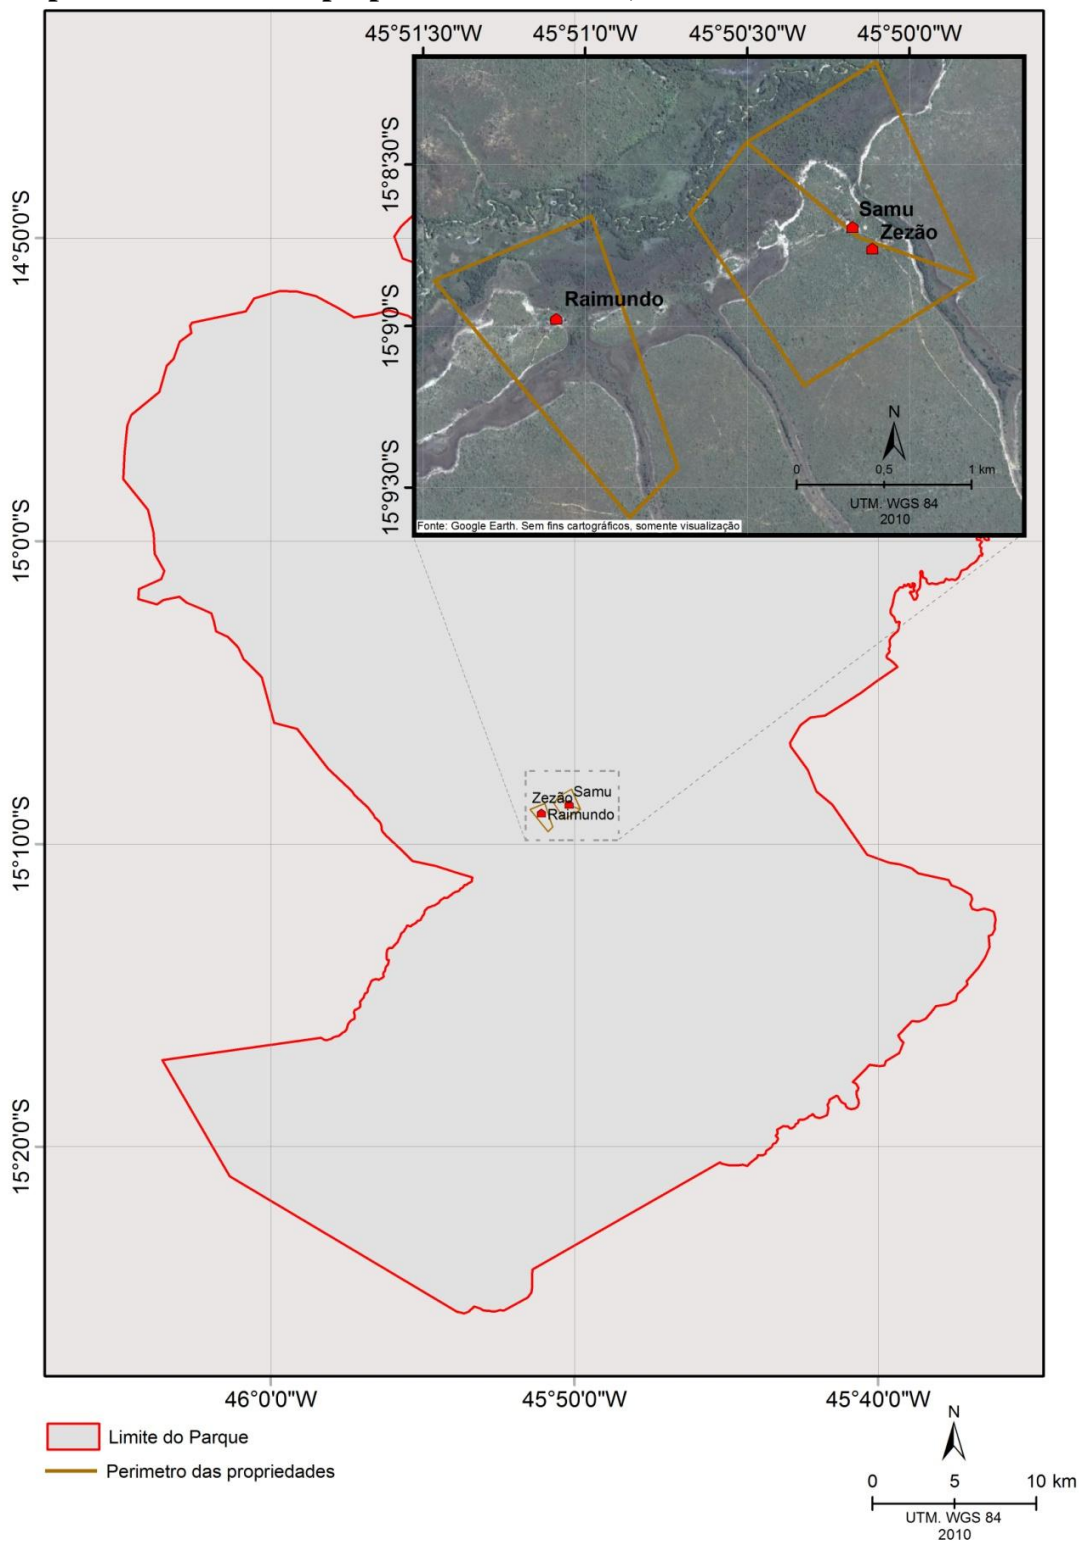 45°51'30"W 45°51'0"W 45°50'30"W 45°50'0"W
15°8'30"S
15°9'0"S
15°9'30"S
Samu
Zezão
Raimundo
N
0 0,5 1 km
UTM. WGS 84
2010
Fonte: Google Earth. Sem fins cartográficos, somente visualização
14°50'0"S
15°0'0"S
15°10'0"S
15°20'0"S
Samu
Zezão
Raimundo
46°0'0"W 45°50'0"W 45°40'0"W
Limite do Parque
Perimetro das propriedades
N
0 5 10 km
UTM. WGS 84
2010